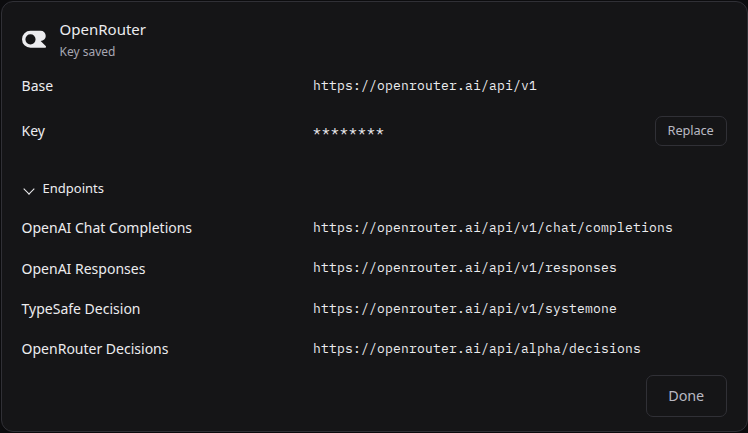 OpenRouter
Key saved
Base https://openrouter.ai/api/v1
Key ******** Replace
Endpoints
OpenAI Chat Completions https://openrouter.ai/api/v1/chat/completions
OpenAI Responses https://openrouter.ai/api/v1/responses
TypeSafe Decision https://openrouter.ai/api/v1/systemone
OpenRouter Decisions https://openrouter.ai/api/alpha/decisions
Done